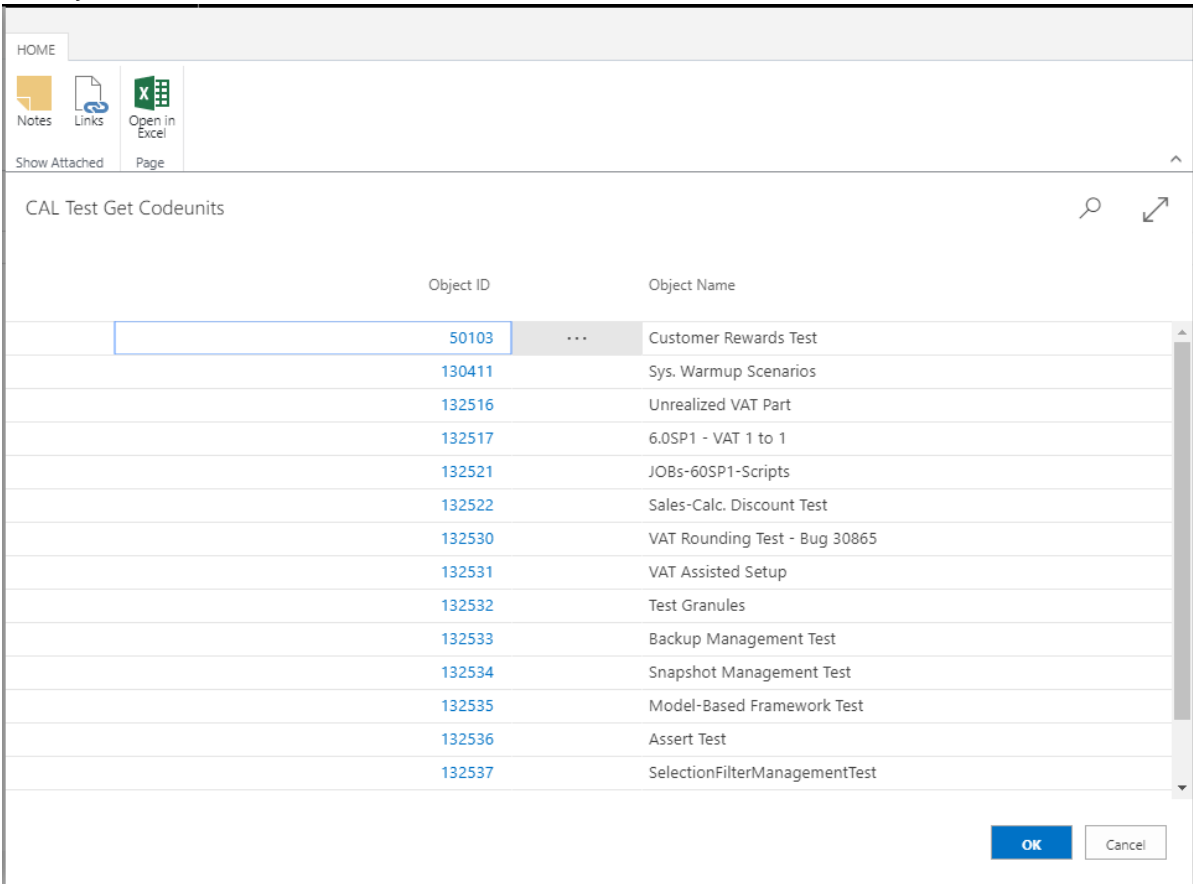 HOME
Notes Links Open in Excel
Show Attached Page
CAL Test Get Codeunits
Object ID Object Name
50103 ... Customer Rewards Test
130411 Sys. Warmup Scenarios
132516 Unrealized VAT Part
132517 6.0SP1 - VAT 1 to 1
132521 JOBs-60SP1-Scripts
132522 Sales-Calc. Discount Test
132530 VAT Rounding Test - Bug 30865
132531 VAT Assisted Setup
132532 Test Granules
132533 Backup Management Test
132534 Snapshot Management Test
132535 Model-Based Framework Test
132536 Assert Test
132537 SelectionFilterManagementTest
OK Cancel